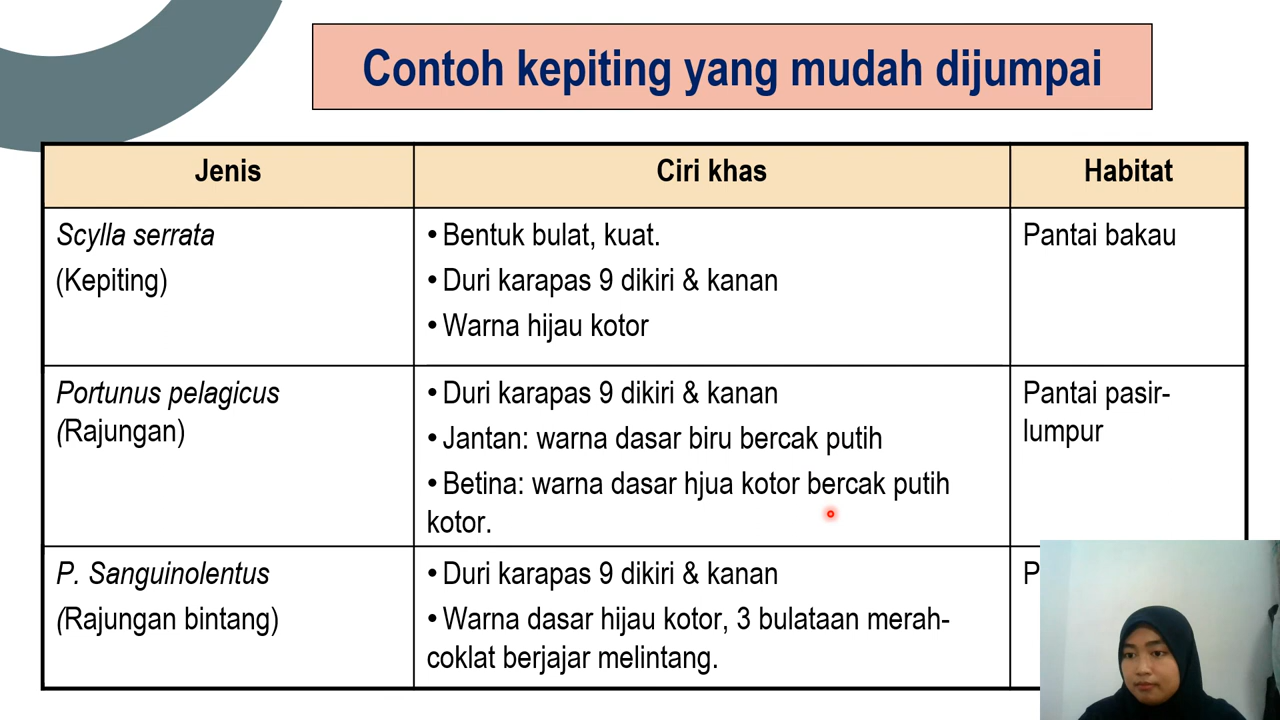 Contoh kepiting yang mudah dijumpai
Jenis
Ciri khas
Habitat
Scylla serrata
(Kepiting)
• Bentuk bulat, kuat.
• Duri karapas 9 dikiri & kanan
• Warna hijau kotor
Pantai bakau
Portunus pelagicus
(Rajungan)
• Duri karapas 9 dikiri & kanan
• Jantan: warna dasar biru bercak putih
• Betina: warna dasar hjua kotor bercak putih
kotor.
Pantai pasir-
lumpur
P. Sanguinolentus
(Rajungan bintang)
• Duri karapas 9 dikiri & kanan
• Warna dasar hijau kotor, 3 bulataan merah-
coklat berjajar melintang.